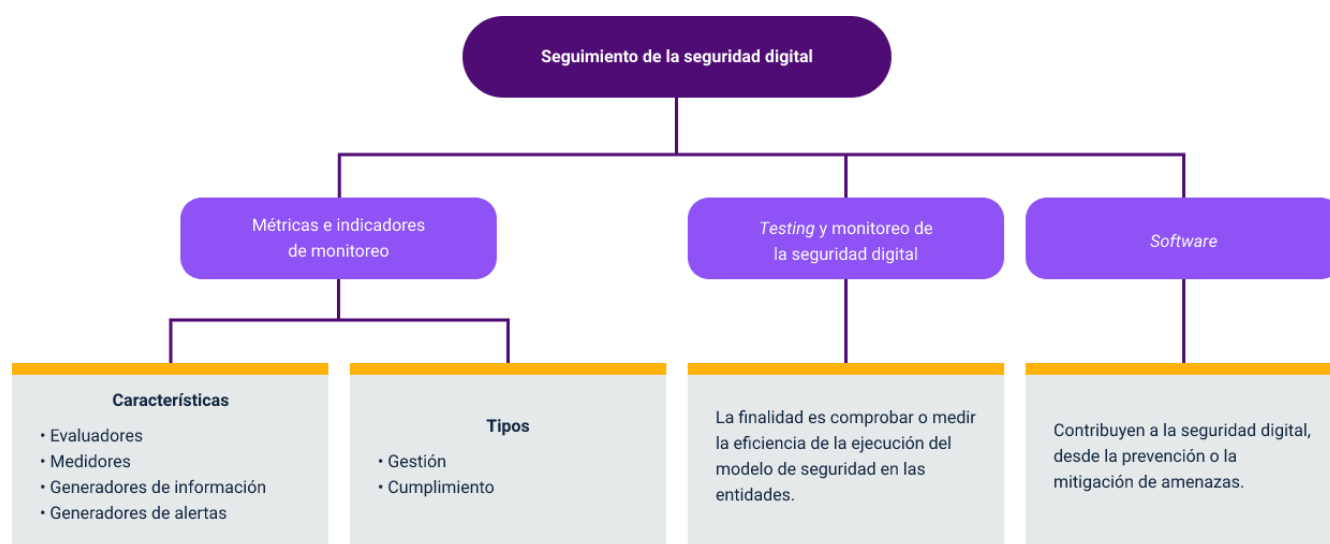 Seguimiento de la seguridad digital
Métricas e indicadores
de monitoreo
Testing y monitoreo de
la seguridad digital
Software
Características
• Evaluadores
• Medidores
• Generadores de información
• Generadores de alertas
Tipos
• Gestión
• Cumplimiento
La finalidad es comprobar o medir
la eficiencia de la ejecución del
modelo de seguridad en las
entidades.
Contribuyen a la seguridad digital,
desde la prevención o la
mitigación de amenazas.